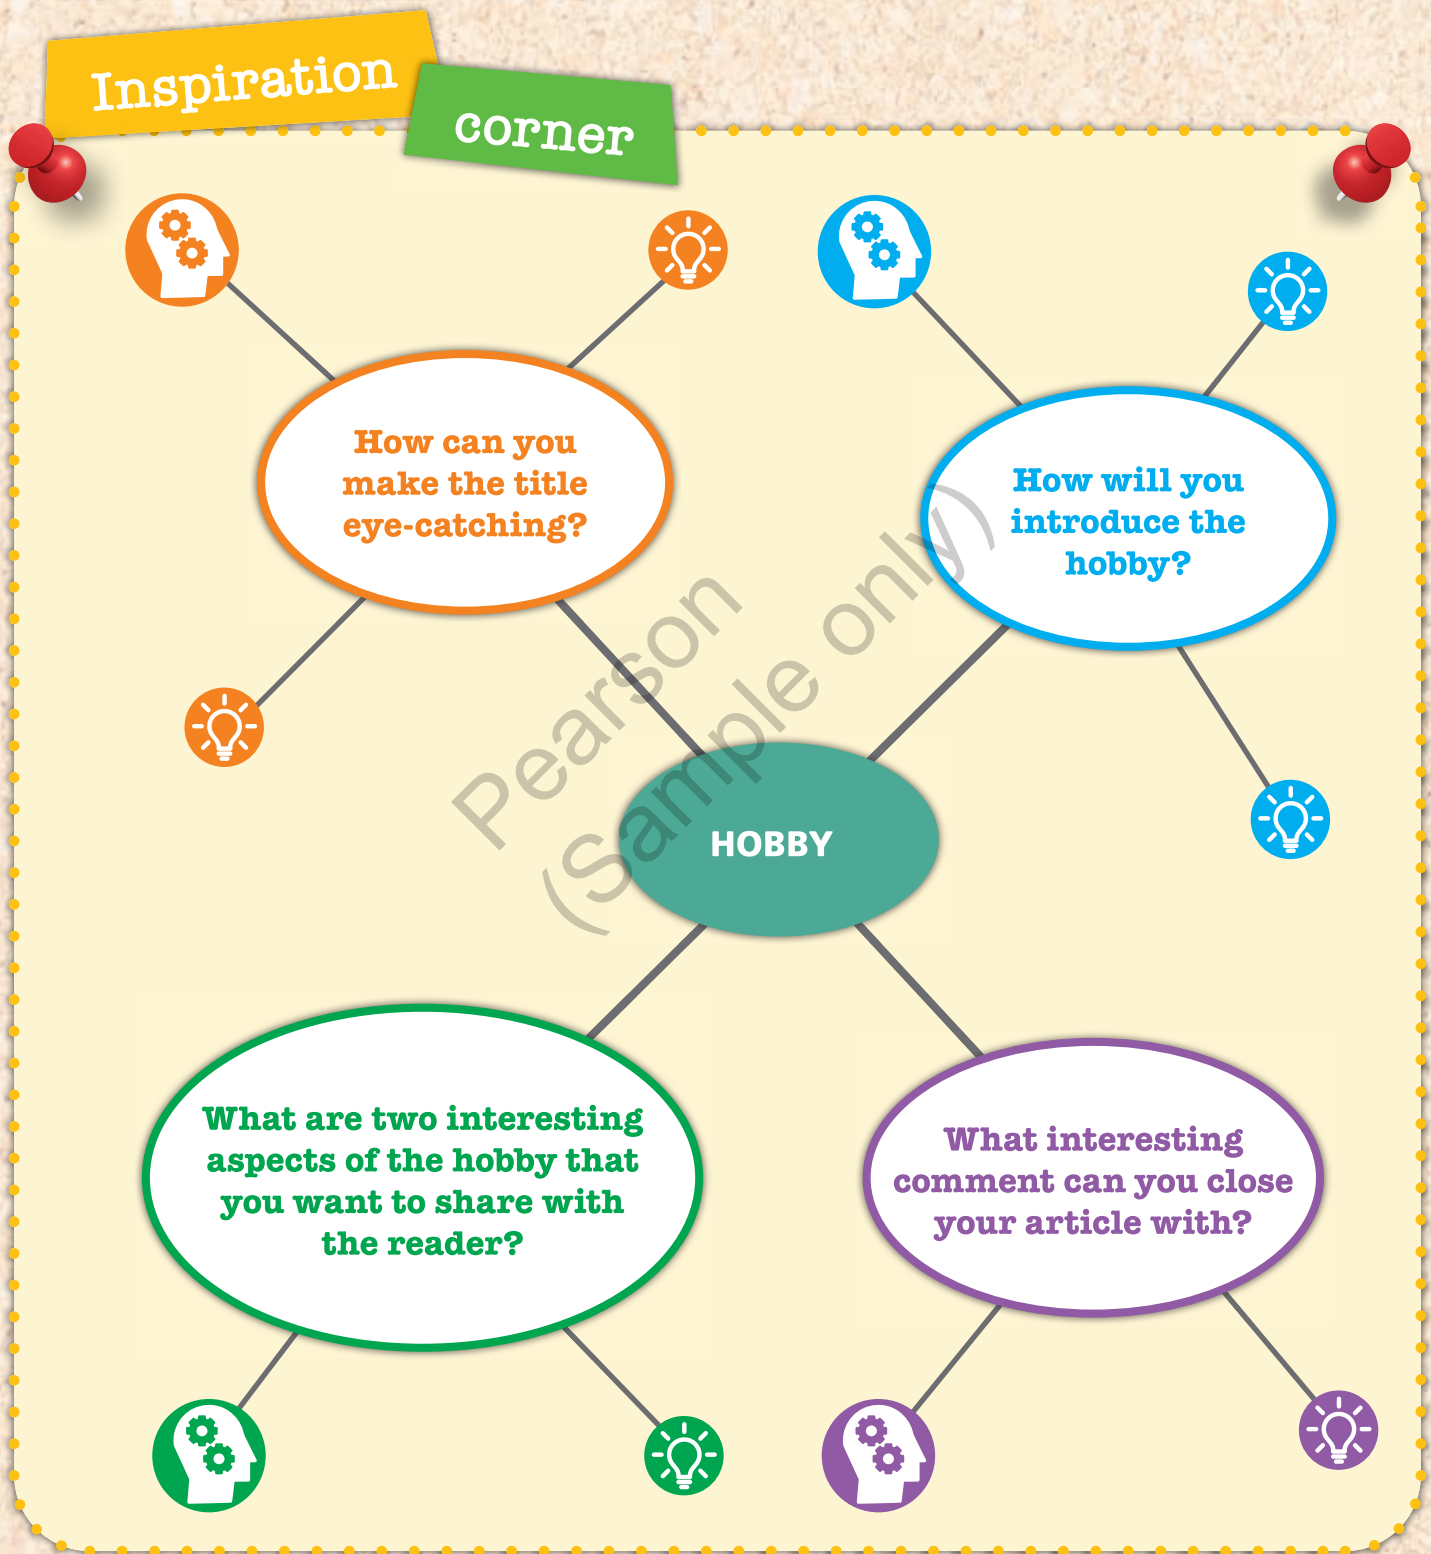 Inspiration
corner
How can you
make the title
eye-catching?
How will you
introduce the
hobby?
Pearson
(Sample only)
HOBBY
What are two interesting
aspects of the hobby that
you want to share with
the reader?
What interesting
comment can you close
your article with?